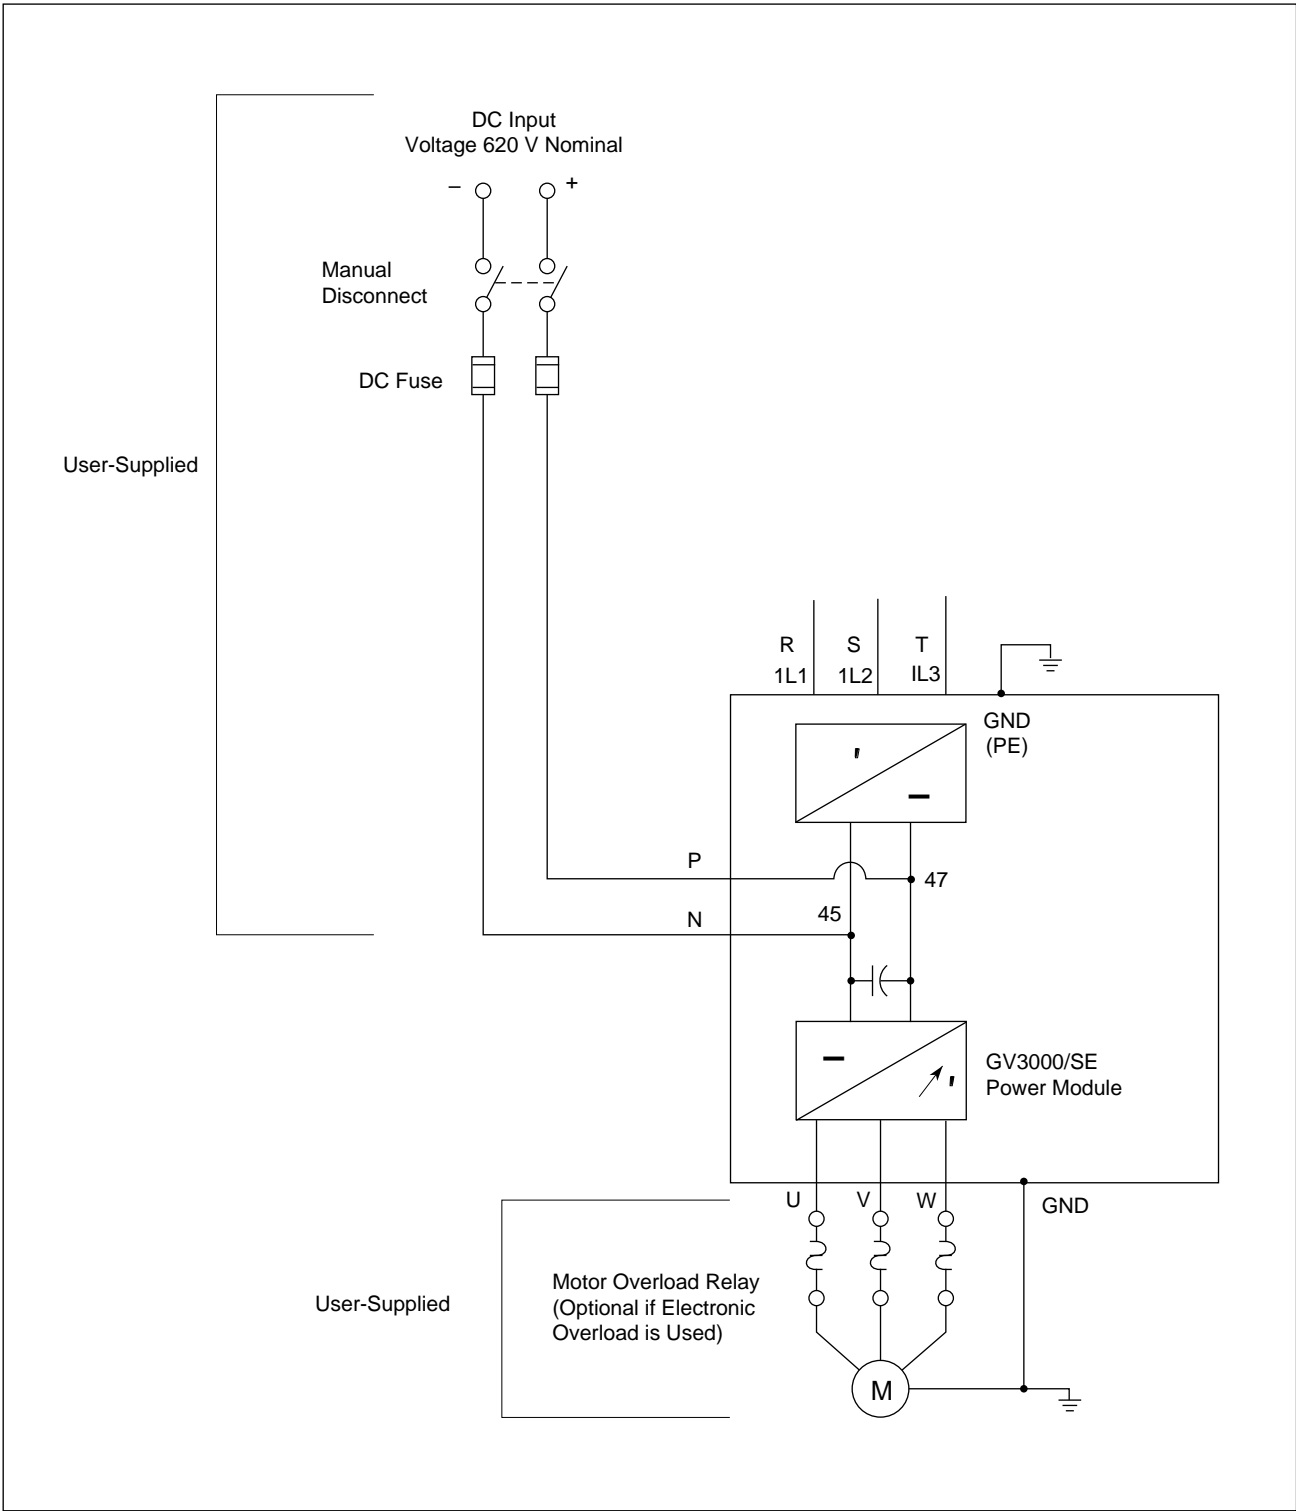 DC Input
Voltage 620 V Nominal
– +
Manual
Disconnect
DC Fuse
User-Supplied
R S T
1L1 1L2 IL3
GND
(PE)
P
47
N
45
GV3000/SE
Power Module
U V W
GND
Motor Overload Relay
(Optional if Electronic
Overload is Used)
User-Supplied
M